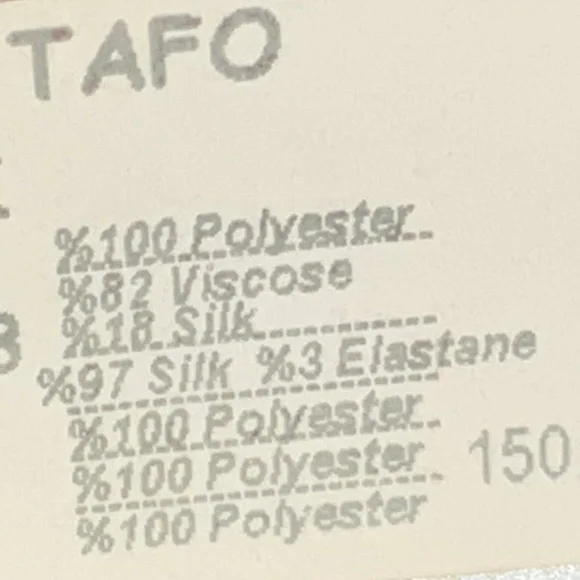 TAFO
%100 Polyester
%82 Viscose
%18 Silk
%97 Silk %3 Elastane
%100 Polyester
%100 Polyester
150
%100 Polyester